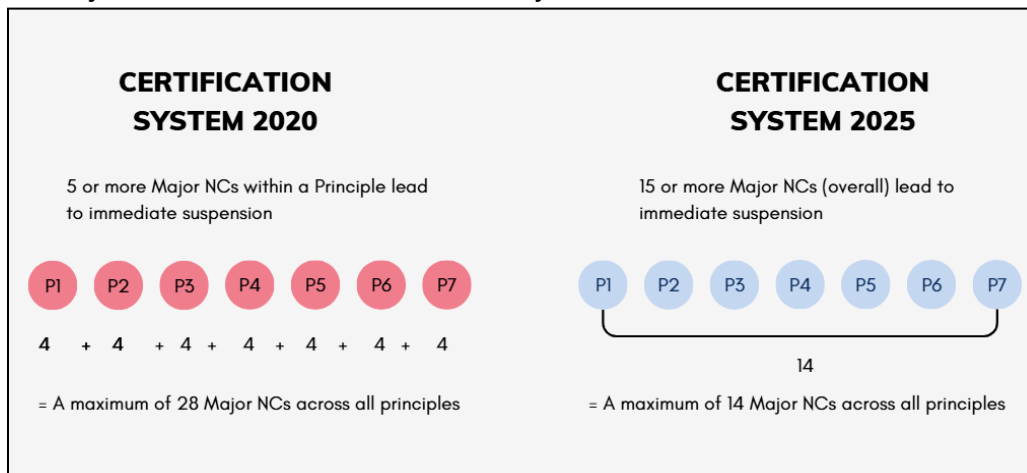 CERTIFICATION
SYSTEM 2020
5 or more Major NCs within a Principle lead
to immediate suspension
P1 P2 P3 P4 P5 P6 P7
4 + 4 + 4 + 4 + 4 + 4 + 4
= A maximum of 28 Major NCs across all principles
CERTIFICATION
SYSTEM 2025
15 or more Major NCs (overall) lead to
immediate suspension
P1 P2 P3 P4 P5 P6 P7
14
= A maximum of 14 Major NCs across all principles